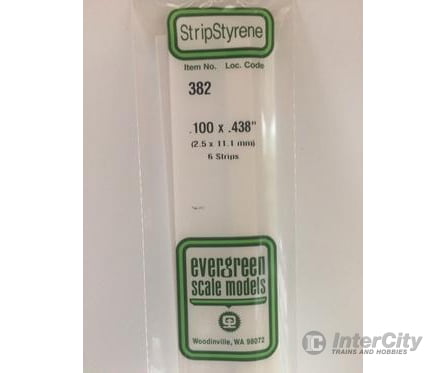 StripStyrene
Item No. Loc. Code
382
.100 x .438"
(2.5 x 11.1 mm)
6 Strips
evergreen
scale models
Woodinville, WA 98072
InterCity
TRAINS AND HOBBIES